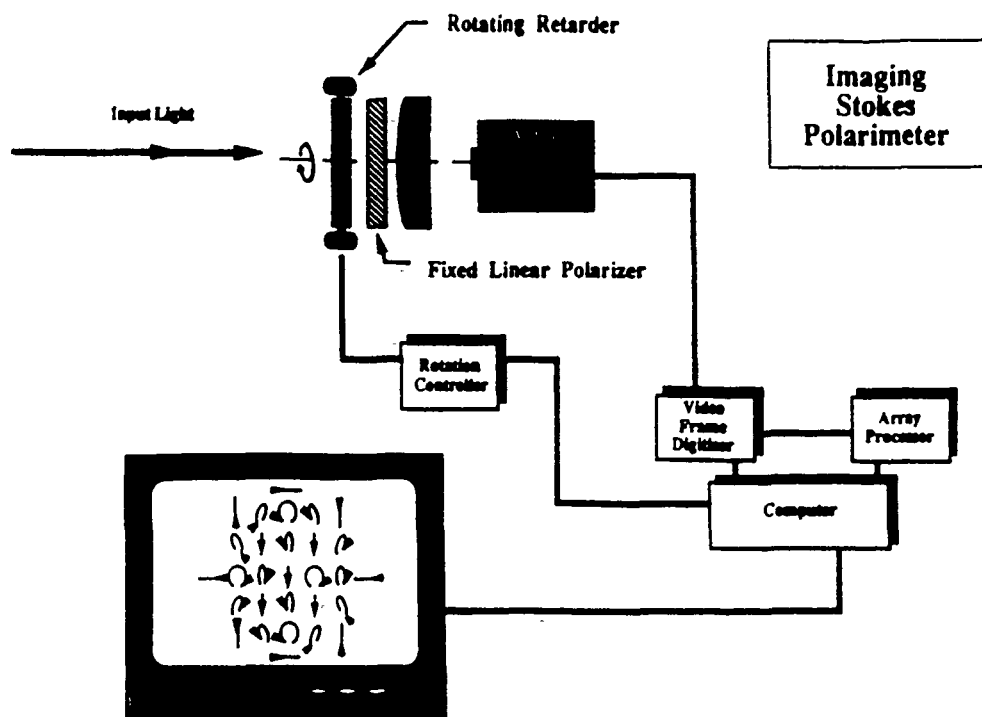 Rotating Retarder
Imaging
Stokes
Polarimeter
Input Light
Fixed Linear Polarizer
Rotation
Controller
Video
Frame
Digitizer
Array
Processor
Computer